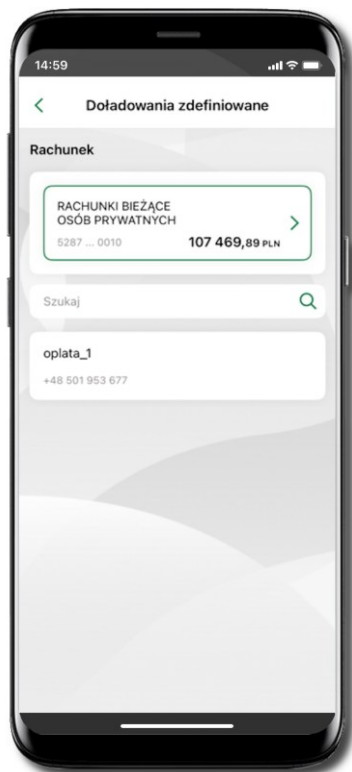 14:59
Doładowania zdefiniowane
Rachunek
RACHUNKI BIEŻĄCE
OSÓB PRYWATNYCH
5287 ... 0010 107 469,89 PLN
Szukaj
oplata_1
+48 501 953 677